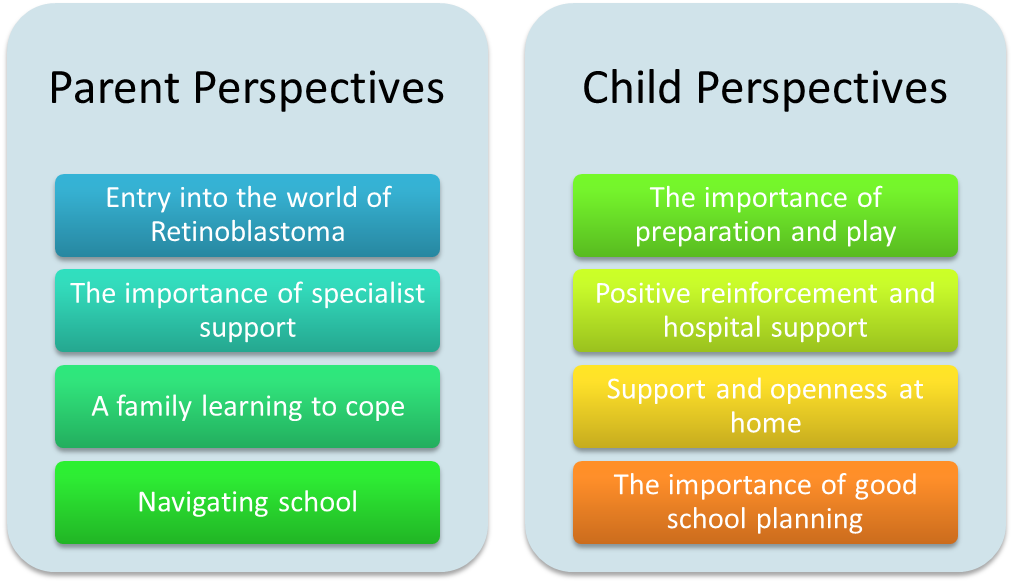 Parent Perspectives
Entry into the world of
Retinoblastoma
The importance of specialist
support
A family learning to cope
Navigating school
Child Perspectives
The importance of
preparation and play
Positive reinforcement and
hospital support
Support and openness at
home
The importance of good
school planning